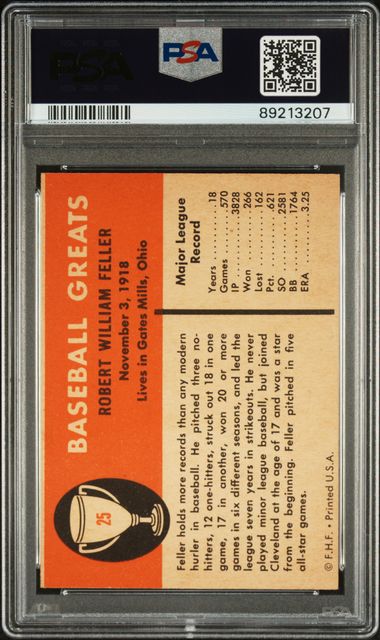 PSA
PSA
89213207
25
BASEBALL GREATS
ROBERT WILLIAM FELLER
November 3, 1918
Lives in Gates Mills, Ohio
Feller holds more records than any modern
hurler in baseball. He pitched three no-
hitters, 12 one-hitters, struck out 18 in one
game, 17 in another, won 20 or more
games in six different seasons, and led the
league seven years in strikeouts. He never
played minor league baseball, but joined
Cleveland at the age of 17 and was a star
from the beginning. Feller pitched in five
all-star games.
© F.H.F. • Printed U.S.A.
Major League
Record
Years ........ 18
Games ...... 570
IP ........ 3828
Won ........ 266
Lost ........ 162
Pct. ........ .621
SO ........ 2581
BB ........ 1764
ERA ........ 3.25